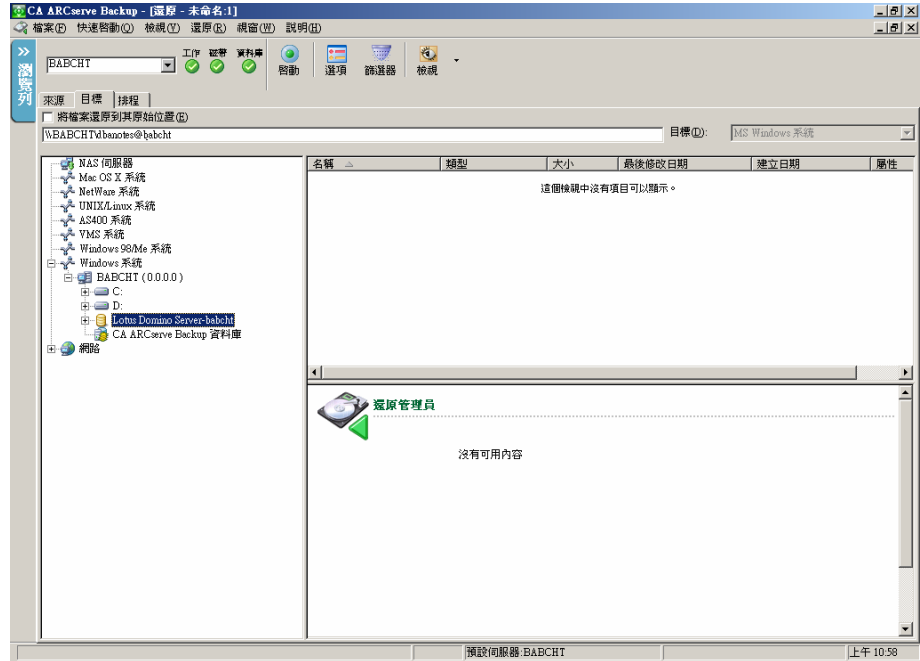 CA ARCserve Backup - [還原 - 未命名:1]
檔案(F) 快速啟動(Q) 檢視(Y) 還原(R) 視窗(W) 說明(H)
瀏覽列
BABCHT
工作 磁帶 資料庫
啟動 選項 篩選器 檢視
來源 目標 排程
將檔案還原到其原始位置(E)
\\BABCHT\dbanotes@babcht
目標(D): MS Windows 系統
NAS 伺服器
Mac OS X 系統
NetWare 系統
UNIX/Linux 系統
AS400 系統
VMS 系統
Windows 98/Me 系統
Windows 系統
BABCHT ( 0.0.0.0 )
C:
D:
Lotus Domino Server-babcht
CA ARCserve Backup 資料庫
網路
名稱 類型 大小 最後修改日期 建立日期 屬性
這個檢視中沒有項目可以顯示。
還原管理員
沒有可用內容
預設伺服器:BABCHT
上午 10:58